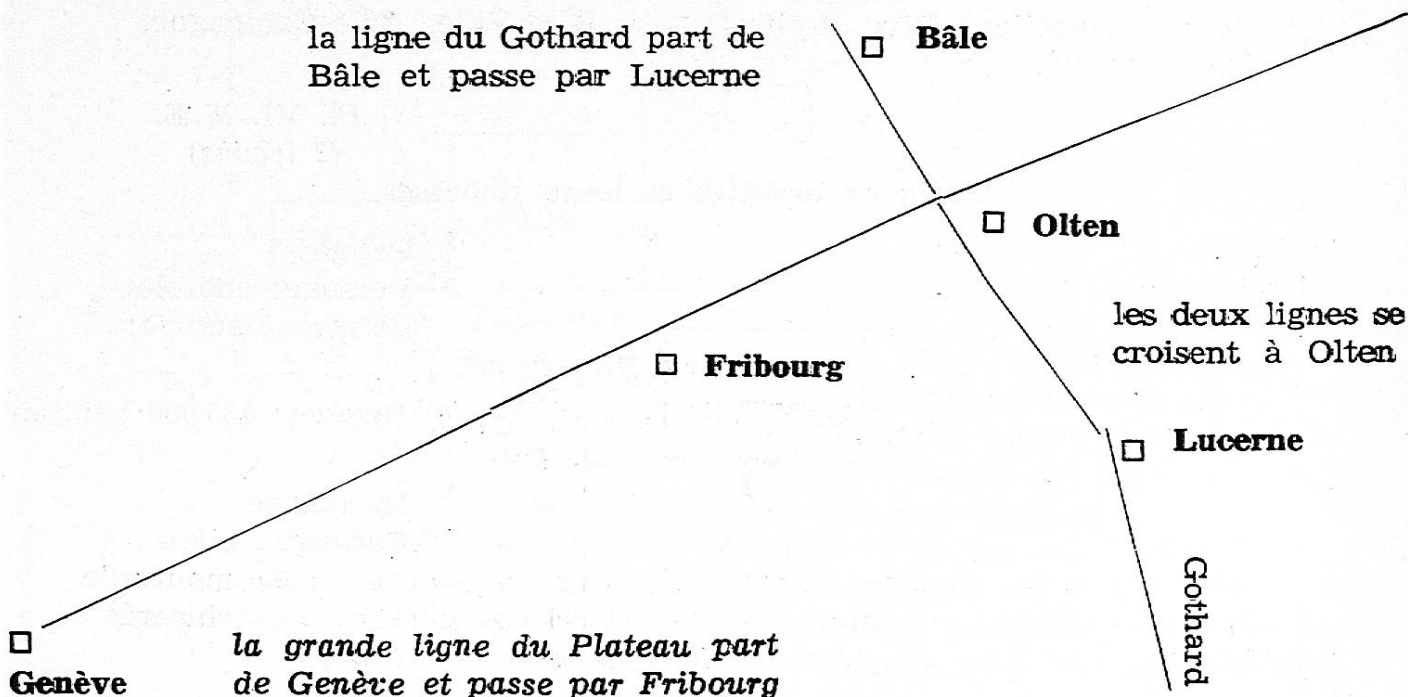 la ligne du Gothard part de
Bâle et passe par Lucerne
Bâle
Olten
les deux lignes se
croisent à Olten
Fribourg
Lucerne
Gothard
Genève
la grande ligne du Plateau part
de Genève et passe par Fribourg